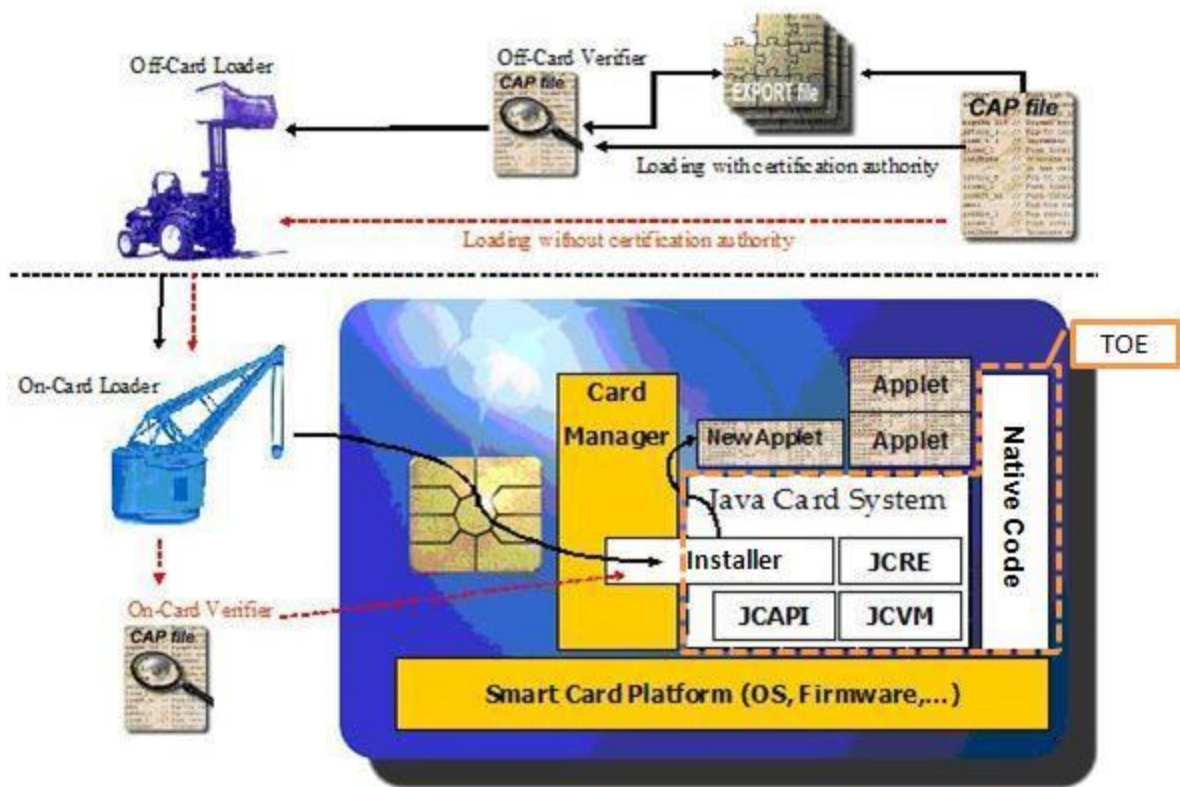 Off-Card Loader
Off-Card Verifier
CAP file
EXPORT file
CAP file
Loading with certification authority
Loading without certification authority
TOE
On-Card Loader
Card
Manager
Applet
New Applet
Applet
Native Code
Java Card System
Installer
JCRE
On-Card Verifier
CAP file
JCAPI
JCVM
Smart Card Platform (OS, Firmware,...)